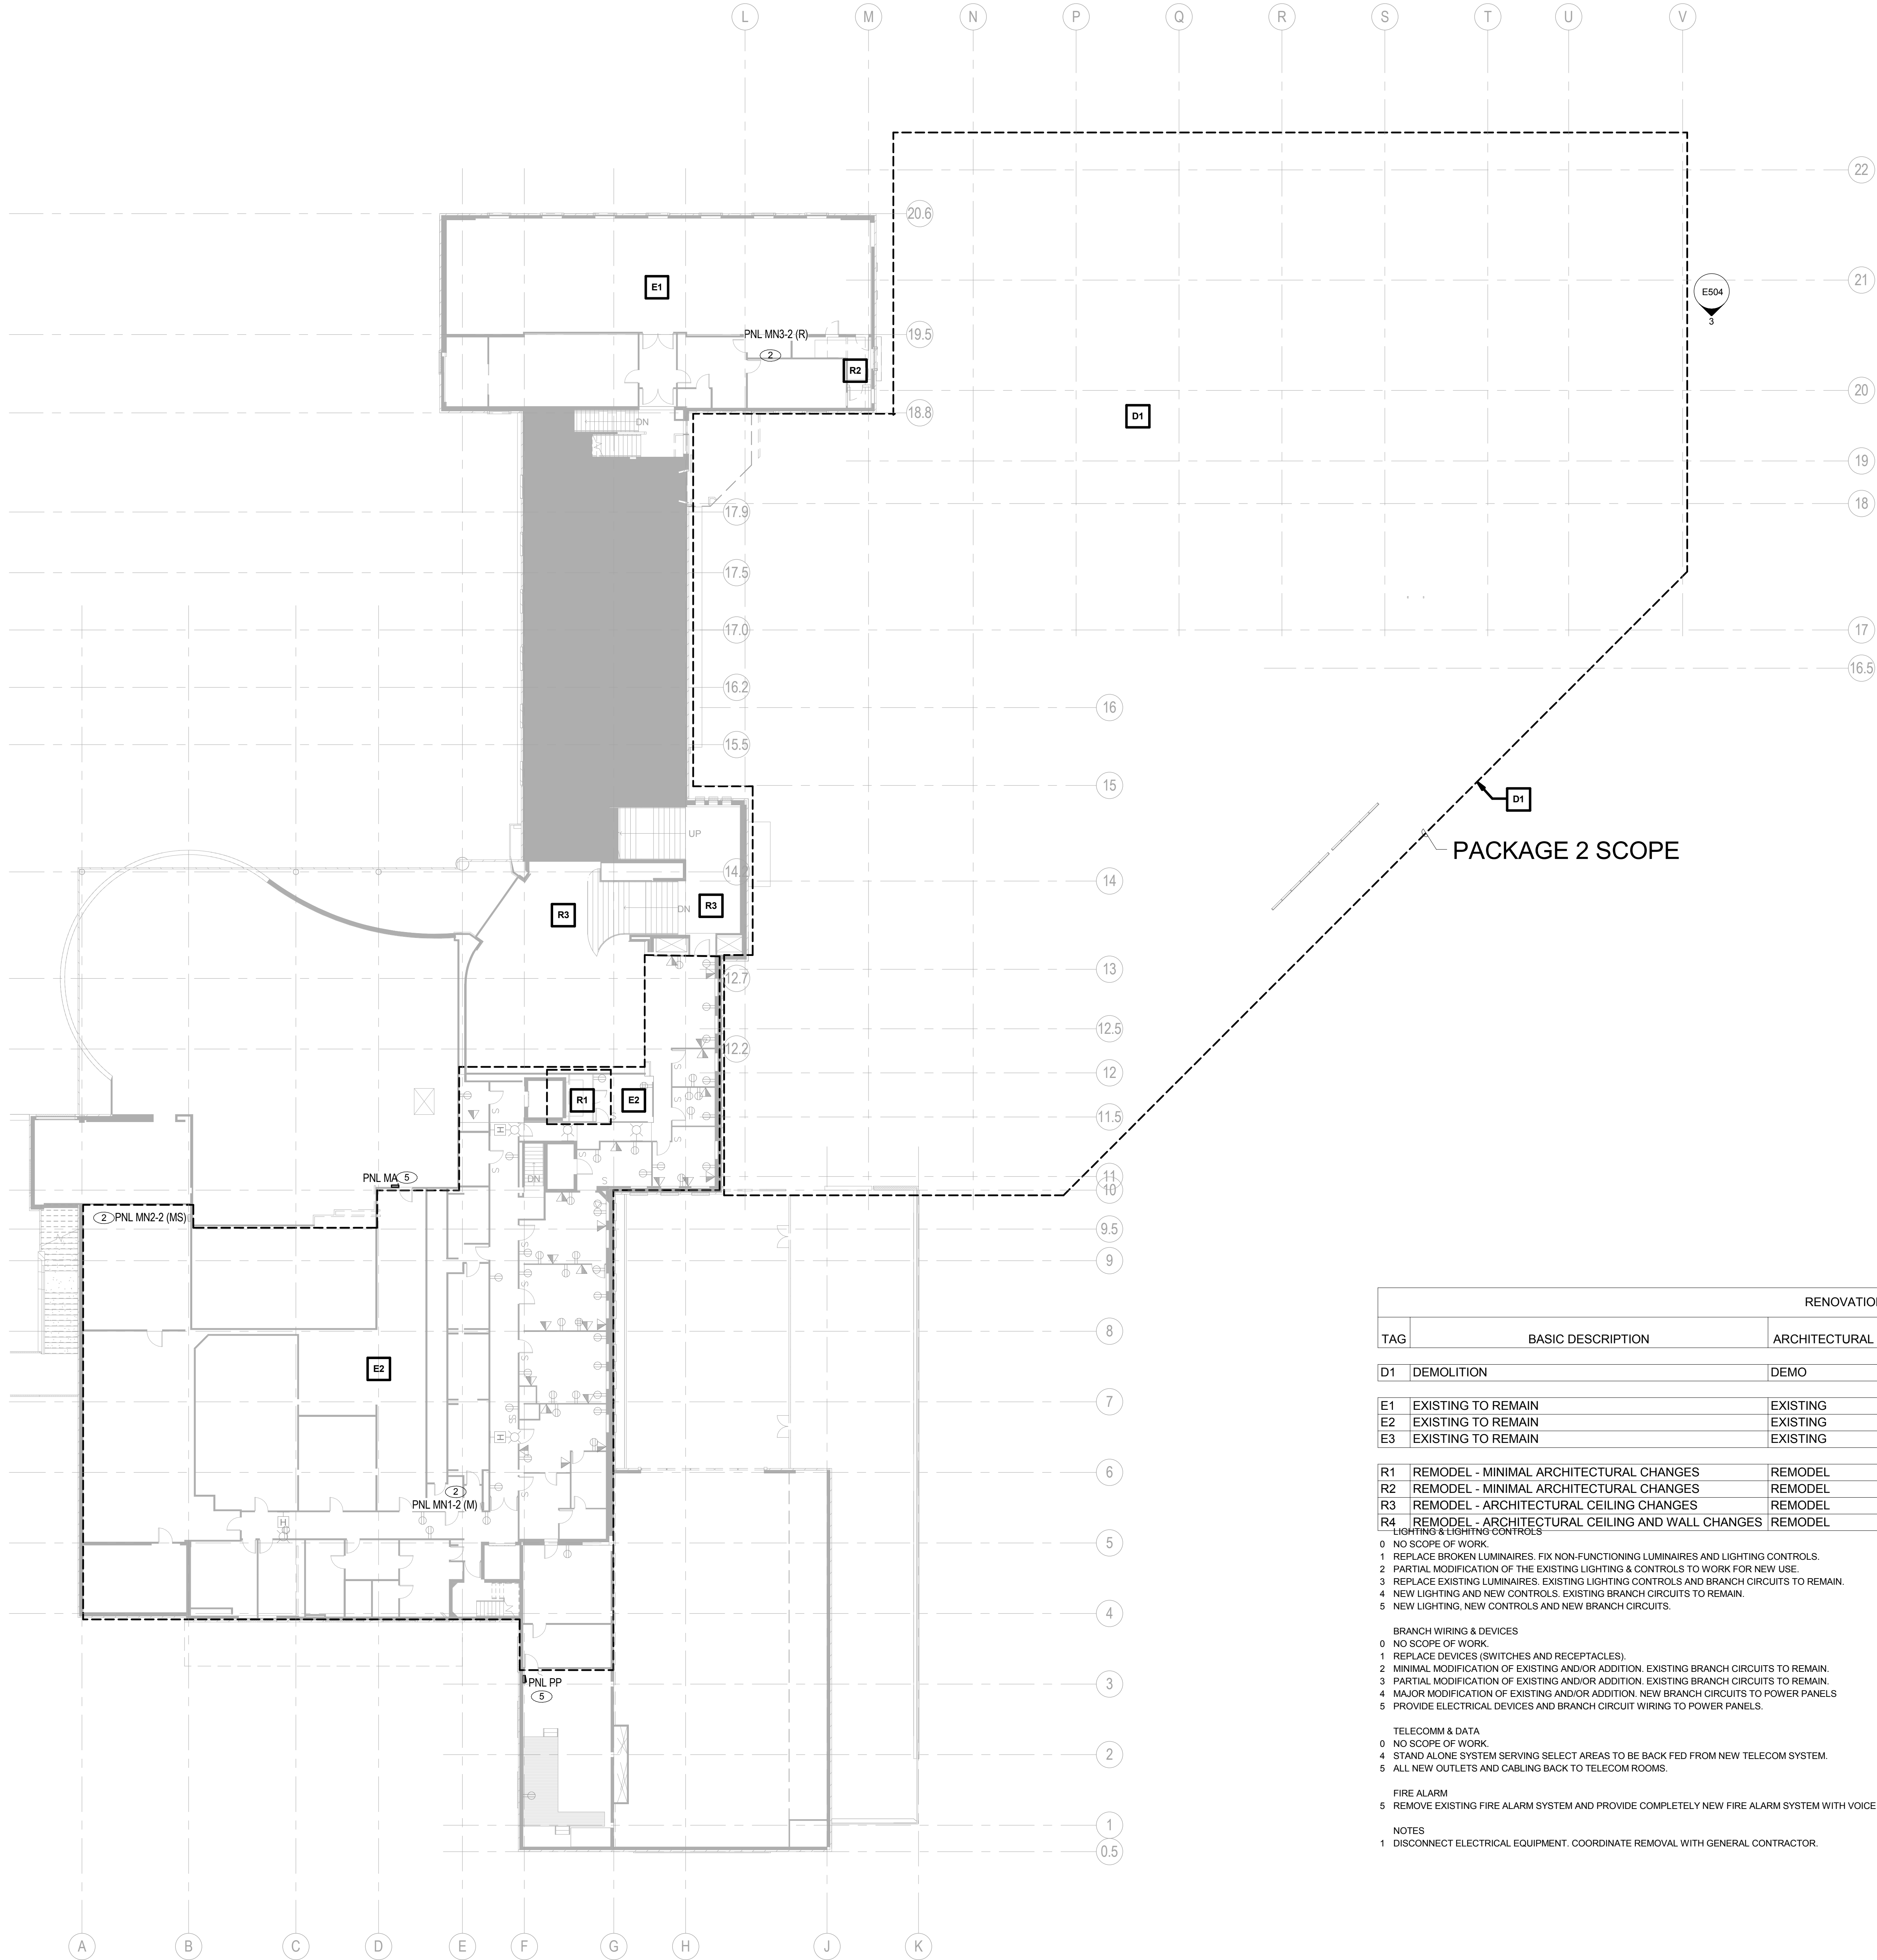 L M N P Q R S T U V
22
20.6
21
E1
E504
3
PNL MN3-2 (R)
19.5
2
R2
20
D1
18.8
DN
19
17.9
18
17.5
17.0
17
16.5
16.2
16
15.5
15
D1
UP
PACKAGE 2 SCOPE
14
R3
R3
DN
13
12.7
12.5
12.2
12
R1
E2
11.5
H
DN
S
PNL MA 5
11
10
2 PNL MN2-2 (MS)
9.5
9
8
E2
7
H
6
2
PNL MN1-2 (M)
H
5
4
PNL PP
5
3
2
1
0.5
A B C D E F G H J K
RENOVATION
TAG BASIC DESCRIPTION ARCHITECTURAL
D1 DEMOLITION DEMO
E1 EXISTING TO REMAIN EXISTING
E2 EXISTING TO REMAIN EXISTING
E3 EXISTING TO REMAIN EXISTING
R1 REMODEL - MINIMAL ARCHITECTURAL CHANGES REMODEL
R2 REMODEL - MINIMAL ARCHITECTURAL CHANGES REMODEL
R3 REMODEL - ARCHITECTURAL CEILING CHANGES REMODEL
R4 REMODEL - ARCHITECTURAL CEILING AND WALL CHANGES REMODEL
LIGHTING & LIGHITNG CONTROLS
0 NO SCOPE OF WORK.
1 REPLACE BROKEN LUMINAIRES. FIX NON-FUNCTIONING LUMINAIRES AND LIGHTING CONTROLS.
2 PARTIAL MODIFICATION OF THE EXISTING LIGHTING & CONTROLS TO WORK FOR NEW USE.
3 REPLACE EXISTING LUMINAIRES. EXISTING LIGHTING CONTROLS AND BRANCH CIRCUITS TO REMAIN.
4 NEW LIGHTING AND NEW CONTROLS. EXISTING BRANCH CIRCUITS TO REMAIN.
5 NEW LIGHTING, NEW CONTROLS AND NEW BRANCH CIRCUITS.
BRANCH WIRING & DEVICES
0 NO SCOPE OF WORK.
1 REPLACE DEVICES (SWITCHES AND RECEPTACLES).
2 MINIMAL MODIFICATION OF EXISTING AND/OR ADDITION. EXISTING BRANCH CIRCUITS TO REMAIN.
3 PARTIAL MODIFICATION OF EXISTING AND/OR ADDITION. EXISTING BRANCH CIRCUITS TO REMAIN.
4 MAJOR MODIFICATION OF EXISTING AND/OR ADDITION. NEW BRANCH CIRCUITS TO POWER PANELS
5 PROVIDE ELECTRICAL DEVICES AND BRANCH CIRCUIT WIRING TO POWER PANELS.
TELECOMM & DATA
0 NO SCOPE OF WORK.
4 STAND ALONE SYSTEM SERVING SELECT AREAS TO BE BACK FED FROM NEW TELECOM SYSTEM.
5 ALL NEW OUTLETS AND CABLING BACK TO TELECOM ROOMS.
FIRE ALARM
5 REMOVE EXISTING FIRE ALARM SYSTEM AND PROVIDE COMPLETELY NEW FIRE ALARM SYSTEM WITH VOICE
NOTES
1 DISCONNECT ELECTRICAL EQUIPMENT. COORDINATE REMOVAL WITH GENERAL CONTRACTOR.